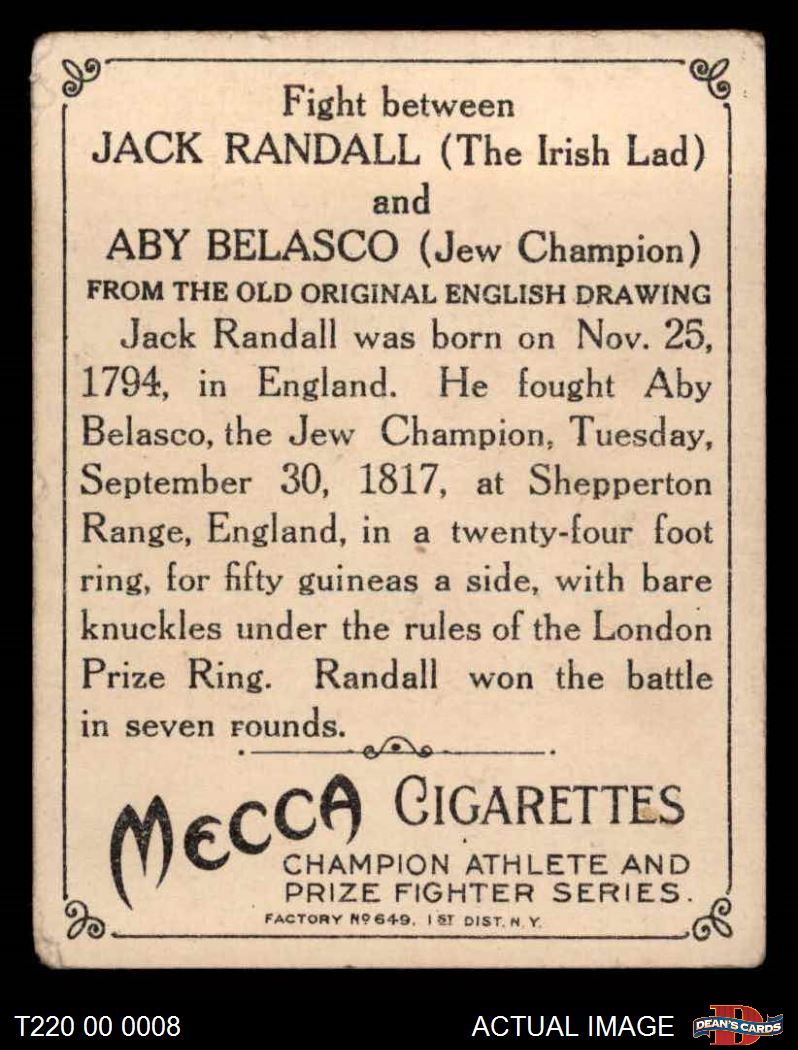 Fight between
JACK RANDALL (The Irish Lad)
and
ABY BELASCO (Jew Champion)
FROM THE OLD ORIGINAL ENGLISH DRAWING
Jack Randall was born on Nov. 25,
1794, in England. He fought Aby
Belasco, the Jew Champion, Tuesday,
September 30, 1817, at Shepperton
Range, England, in a twenty-four foot
ring, for fifty guineas a side, with bare
knuckles under the rules of the London
Prize Ring. Randall won the battle
in seven rounds.
MECCA CIGARETTES
CHAMPION ATHLETE AND
PRIZE FIGHTER SERIES.
FACTORY Nº 649, 1ST DIST. N.Y.
T220 00 0008 ACTUAL IMAGE DEAN'S CARDS